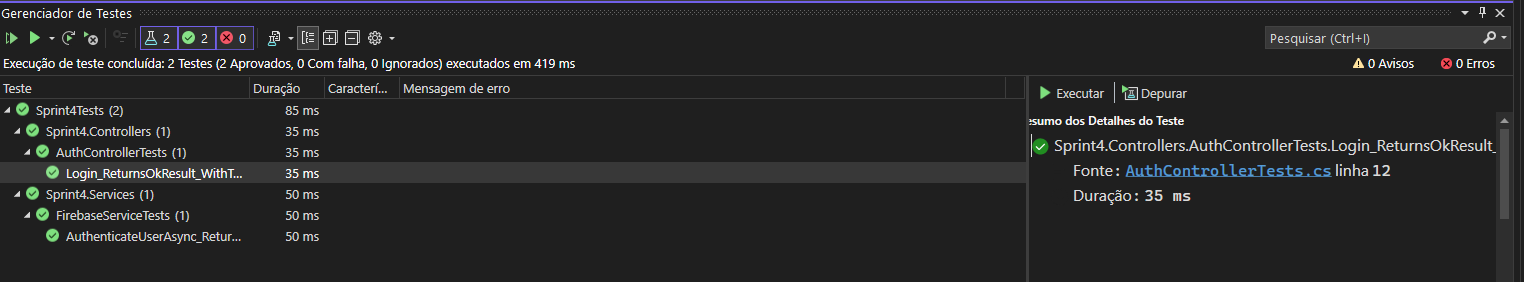 Gerenciador de Testes
2 2 0 Pesquisar (Ctrl+I)
Execução de teste concluída: 2 Testes (2 Aprovados, 0 Com falha, 0 Ignorados) executados em 419 ms 0 Avisos 0 Erros
Teste Duração Caracterí... Mensagem de erro
Executar Depurar
Sprint4Tests (2) 85 ms
Sprint4.Controllers (1) 35 ms
AuthControllerTests (1) 35 ms
Login_ReturnsOkResult_WithT... 35 ms
Sprint4.Services (1) 50 ms
FirebaseServiceTests (1) 50 ms
AuthenticateUserAsync_Retur... 50 ms
esumo dos Detalhes do Teste
Sprint4.Controllers.AuthControllerTests.Login_ReturnsOkResult_
Fonte: AuthControllerTests.cs linha 12
Duração: 35 ms